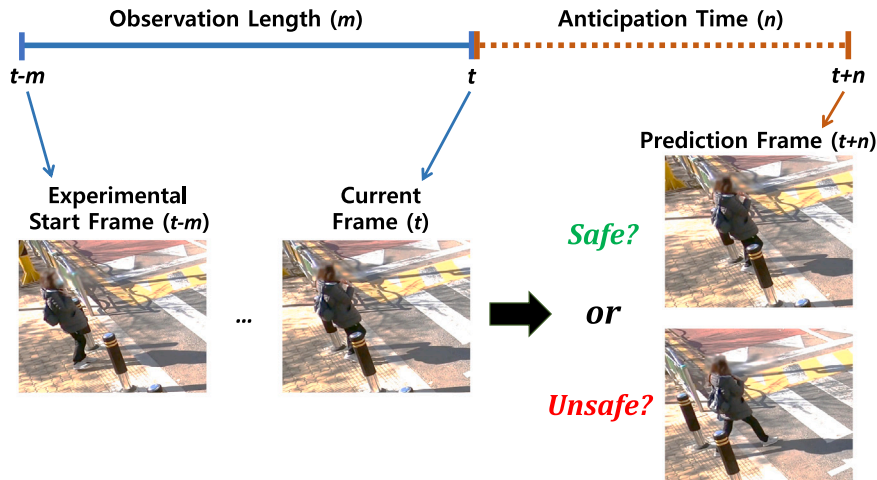 Observation Length (m)
Anticipation Time (n)
t-m
t
t+n
Prediction Frame (t+n)
Experimental
Start Frame (t-m)
Current
Frame (t)
Safe?
...
or
Unsafe?